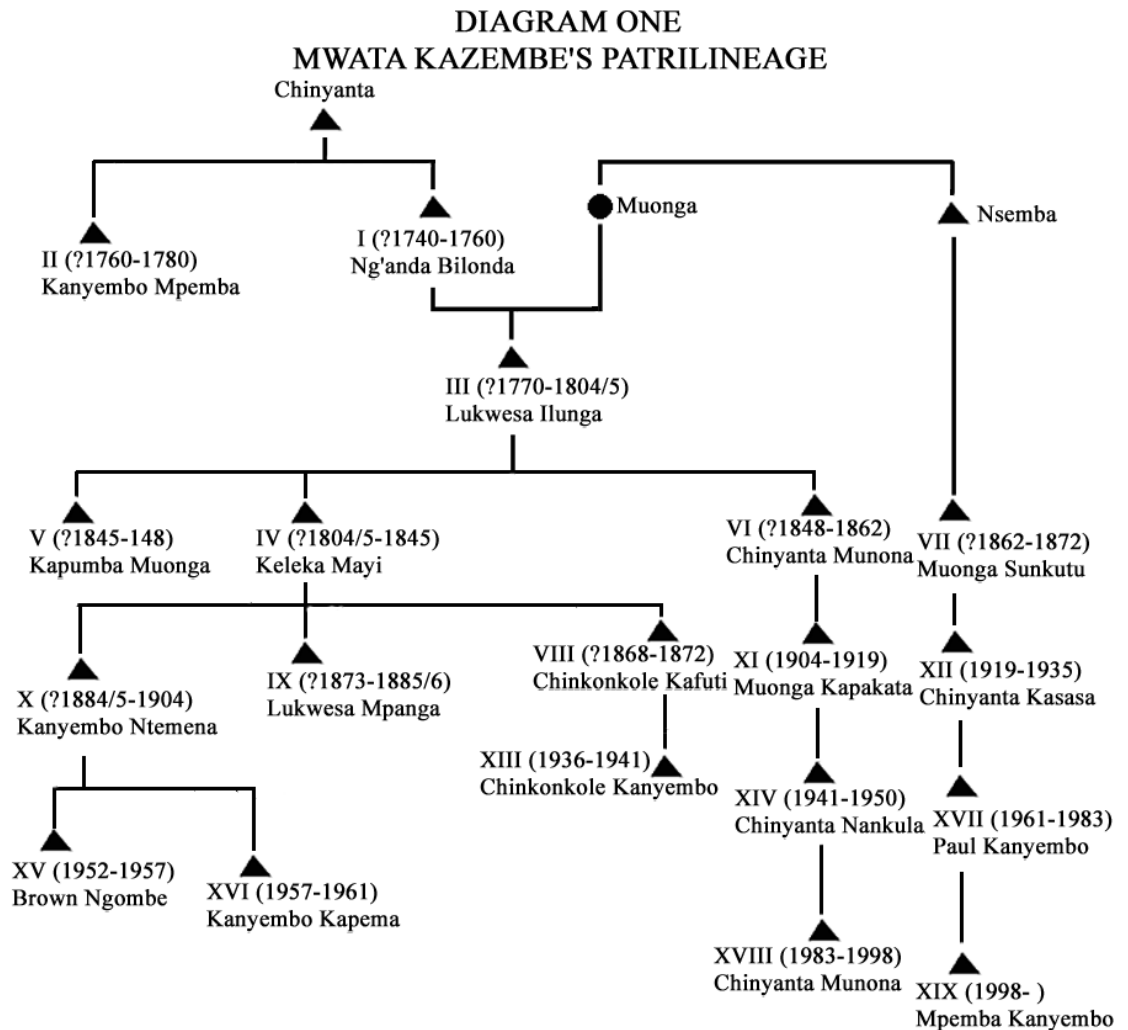 DIAGRAM ONE
MWATA KAZEMBE'S PATRILINEAGE
Chinyanta
Muonga
Nsemba
II (?1760-1780)
Kanyembo Mpemba
I (?1740-1760)
Ng'anda Bilonda
III (?1770-1804/5)
Lukwesa Ilunga
V (?1845-148)
Kapumba Muonga
IV (?1804/5-1845)
Keleka Mayi
VI (?1848-1862)
Chinyanta Munona
VII (?1862-1872)
Muonga Sunkutu
X (?1884/5-1904)
Kanyembo Ntemena
IX (?1873-1885/6)
Lukwesa Mpanga
VIII (?1868-1872)
Chinkonkole Kafuti
XI (1904-1919)
Muonga Kapakata
XII (1919-1935)
Chinyanta Kasasa
XIII (1936-1941)
Chinkonkole Kanyembo
XIV (1941-1950)
Chinyanta Nankula
XVII (1961-1983)
Paul Kanyembo
XV (1952-1957)
Brown Ngombe
XVI (1957-1961)
Kanyembo Kapema
XVIII (1983-1998)
Chinyanta Munona
XIX (1998- )
Mpemba Kanyembo